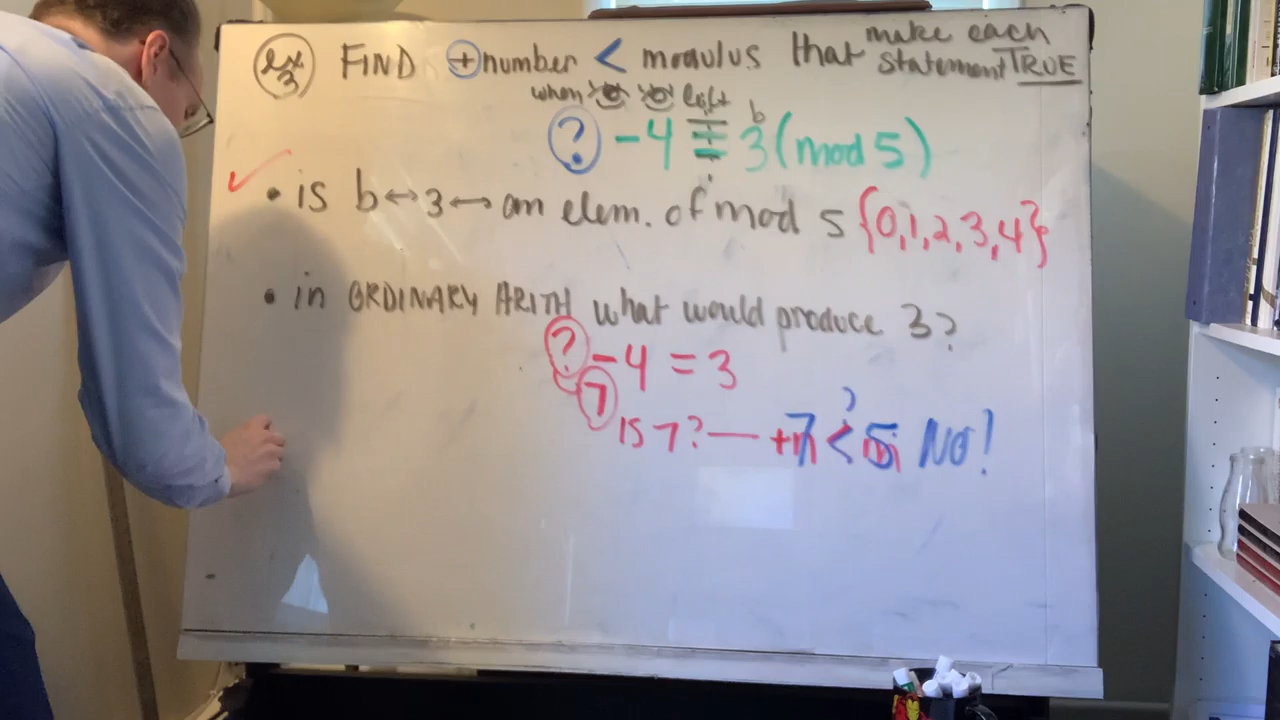 ex 3 FIND + number < modulus that make each statement TRUE
when left
b
? - 4 ≡ 3 (mod 5)
• is b ↔ 3 ↔ an elem. of mod 5 {0,1,2,3,4}
• in ORDINARY ARITH what would produce 3?
? - 4 = 3
7
is 7? — + 7 < 5 No!
?